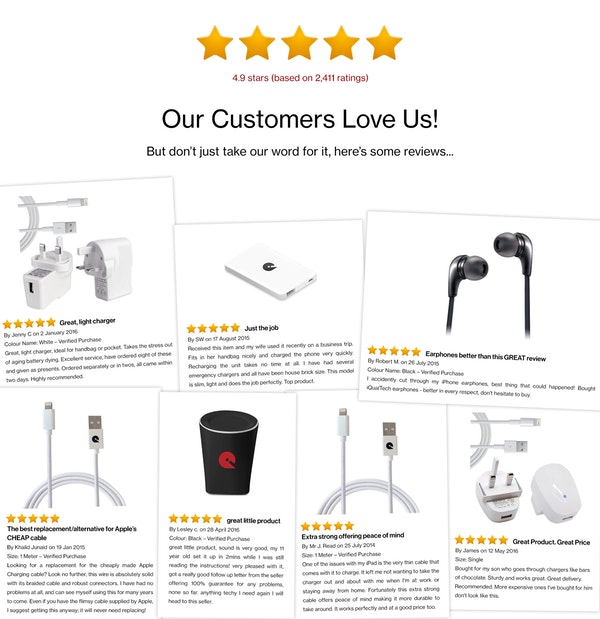 4.9 stars (based on 2,411 ratings)
Our Customers Love Us!
But don't just take our word for it, here's some reviews...
Great, light charger
By Jenny C on 2 January 2016
Colour Name: White – Verified Purchase
Great, light charger, ideal for handbag or pocket. Takes the stress out
of aging battery dying. Excellent service, have ordered eight of these
and given as presents. Ordered separately or in twos, all came within
two days. Highly recommended.
Just the job
By SW on 17 August 2015
Received this item and my wife used it recently on a business trip.
Fits in her handbag nicely and charged the phone very quickly.
Recharging the unit takes no time at all. I have had several
emergency chargers and all have been house brick size. This model
is slim, light and does the job perfectly. Top product.
Earphones better than this GREAT review
By Robert M. on 26 July 2015
Colour Name: Black – Verified Purchase
I accidenty cut through my iPhone earphones, best thing that could happened! Bought
iQualTech earphones - better in every respect, don't hesitate to buy.
The best replacement/alternative for Apple's
CHEAP cable
By Khalid Junaid on 19 Jan 2015
Size: 1 Meter – Verified Purchase
Looking for a replacement for the cheaply made Apple
Charging cable? Look no further, this wire is absolutely solid
with its braided cable and robust connectors. I have had no
problems at all, and can see myself using this for many years
to come. Even if you have the flimsy cable supplied by Apple,
I suggest getting this anyway, it will never need replacing!
great little product
By Lesley c. on 28 April 2016
Colour: Black – Verified Purchase
great little product, sound is very good, my 11
year old set it up in 2mins while I was still
reading the instructions! very pleased with it,
got a really good follow up letter from the seller
offering 100% guarantee for any problems,
none so far. anything techy I need again I will
head to this seller.
Extra strong offering peace of mind
By Mr J. Read on 25 July 2014
Size: 1 Meter – Verified Purchase
One of the issues with my iPad is the very thin cable that
comes with it to charge. It left me not wanting to take the
charger out and about with me when I'm at work or
staying away from home. Fortunately this extra strong
cable offers peace of mind making it more durable to
take around. It works perfectly and at a good price too.
Great Product. Great Price
By James on 12 May 2016
Size: Single
Bought for my son who goes through chargers like bars
of chocolate. Sturdy and works great. Great delivery.
Recommended. More expensive ones I've bought for him
don't look like this.